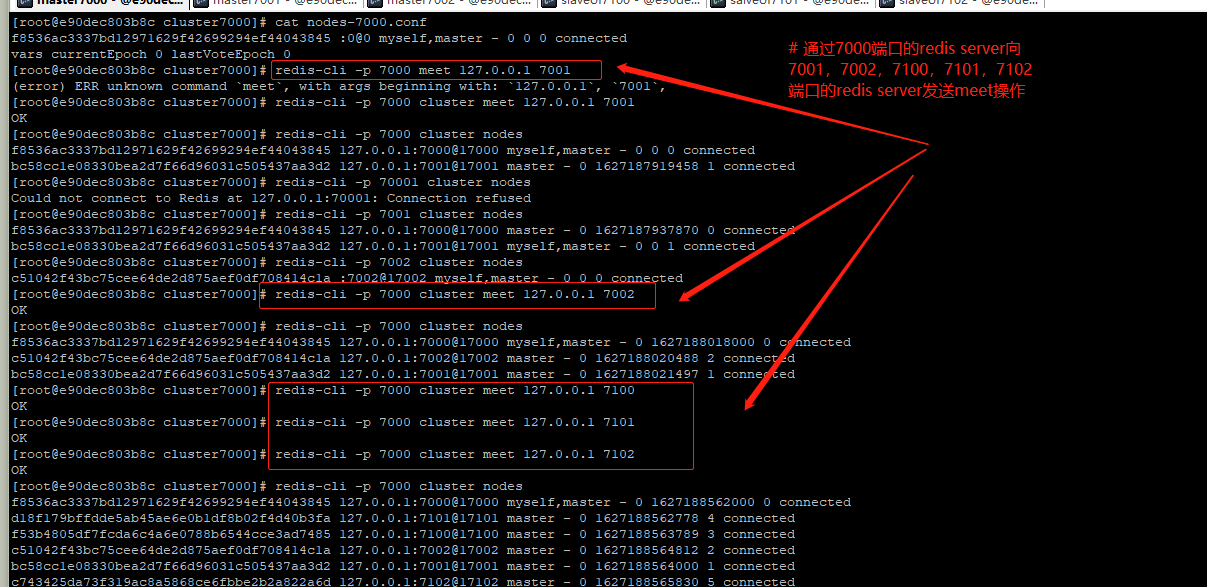 master7000 - @e90dec... master7001 - @e90dec... master7002 - @e90dec... slaveof7100 - @e90de... salveof7101 - @e90de... slaveof7102 - @e90de...
[root@e90dec803b8c cluster7000]# cat nodes-7000.conf
f8536ac3337bd12971629f42699294ef44043845 :0@0 myself,master - 0 0 0 connected
vars currentEpoch 0 lastVoteEpoch 0
[root@e90dec803b8c cluster7000]# redis-cli -p 7000 meet 127.0.0.1 7001
(error) ERR unknown command `meet`, with args beginning with: `127.0.0.1`, `7001`,
[root@e90dec803b8c cluster7000]# redis-cli -p 7000 cluster meet 127.0.0.1 7001
OK
[root@e90dec803b8c cluster7000]# redis-cli -p 7000 cluster nodes
f8536ac3337bd12971629f42699294ef44043845 127.0.0.1:7000@17000 myself,master - 0 0 0 connected
bc58cc1e08330bea2d7f66d96031c505437aa3d2 127.0.0.1:7001@17001 master - 0 1627187919458 1 connected
[root@e90dec803b8c cluster7000]# redis-cli -p 70001 cluster nodes
Could not connect to Redis at 127.0.0.1:70001: Connection refused
[root@e90dec803b8c cluster7000]# redis-cli -p 7001 cluster nodes
f8536ac3337bd12971629f42699294ef44043845 127.0.0.1:7000@17000 master - 0 1627187937870 0 connected
bc58cc1e08330bea2d7f66d96031c505437aa3d2 127.0.0.1:7001@17001 myself,master - 0 0 1 connected
[root@e90dec803b8c cluster7000]# redis-cli -p 7002 cluster nodes
c51042f43bc75cee64de2d875aef0df708414c1a :7002@17002 myself,master - 0 0 0 connected
[root@e90dec803b8c cluster7000]# redis-cli -p 7000 cluster meet 127.0.0.1 7002
OK
[root@e90dec803b8c cluster7000]# redis-cli -p 7000 cluster nodes
f8536ac3337bd12971629f42699294ef44043845 127.0.0.1:7000@17000 myself,master - 0 1627188018000 0 connected
c51042f43bc75cee64de2d875aef0df708414c1a 127.0.0.1:7002@17002 master - 0 1627188020488 2 connected
bc58cc1e08330bea2d7f66d96031c505437aa3d2 127.0.0.1:7001@17001 master - 0 1627188021497 1 connected
[root@e90dec803b8c cluster7000]# redis-cli -p 7000 cluster meet 127.0.0.1 7100
OK
[root@e90dec803b8c cluster7000]# redis-cli -p 7000 cluster meet 127.0.0.1 7101
OK
[root@e90dec803b8c cluster7000]# redis-cli -p 7000 cluster meet 127.0.0.1 7102
OK
[root@e90dec803b8c cluster7000]# redis-cli -p 7000 cluster nodes
f8536ac3337bd12971629f42699294ef44043845 127.0.0.1:7000@17000 myself,master - 0 1627188562000 0 connected
d18f179bffdde5ab45ae6e0b1df8b02f4d40b3fa 127.0.0.1:7101@17101 master - 0 1627188562778 4 connected
f53b4805df7fcda6c4a6e0788b6544cce3ad7485 127.0.0.1:7100@17100 master - 0 1627188563789 3 connected
c51042f43bc75cee64de2d875aef0df708414c1a 127.0.0.1:7002@17002 master - 0 1627188564812 2 connected
bc58cc1e08330bea2d7f66d96031c505437aa3d2 127.0.0.1:7001@17001 master - 0 1627188564000 1 connected
c743425da73f319ac8a5868ce6fbbe2b2a822a6d 127.0.0.1:7102@17102 master - 0 1627188565830 5 connected
# 通过7000端口的redis server向
7001，7002，7100，7101，7102
端口的redis server发送meet操作